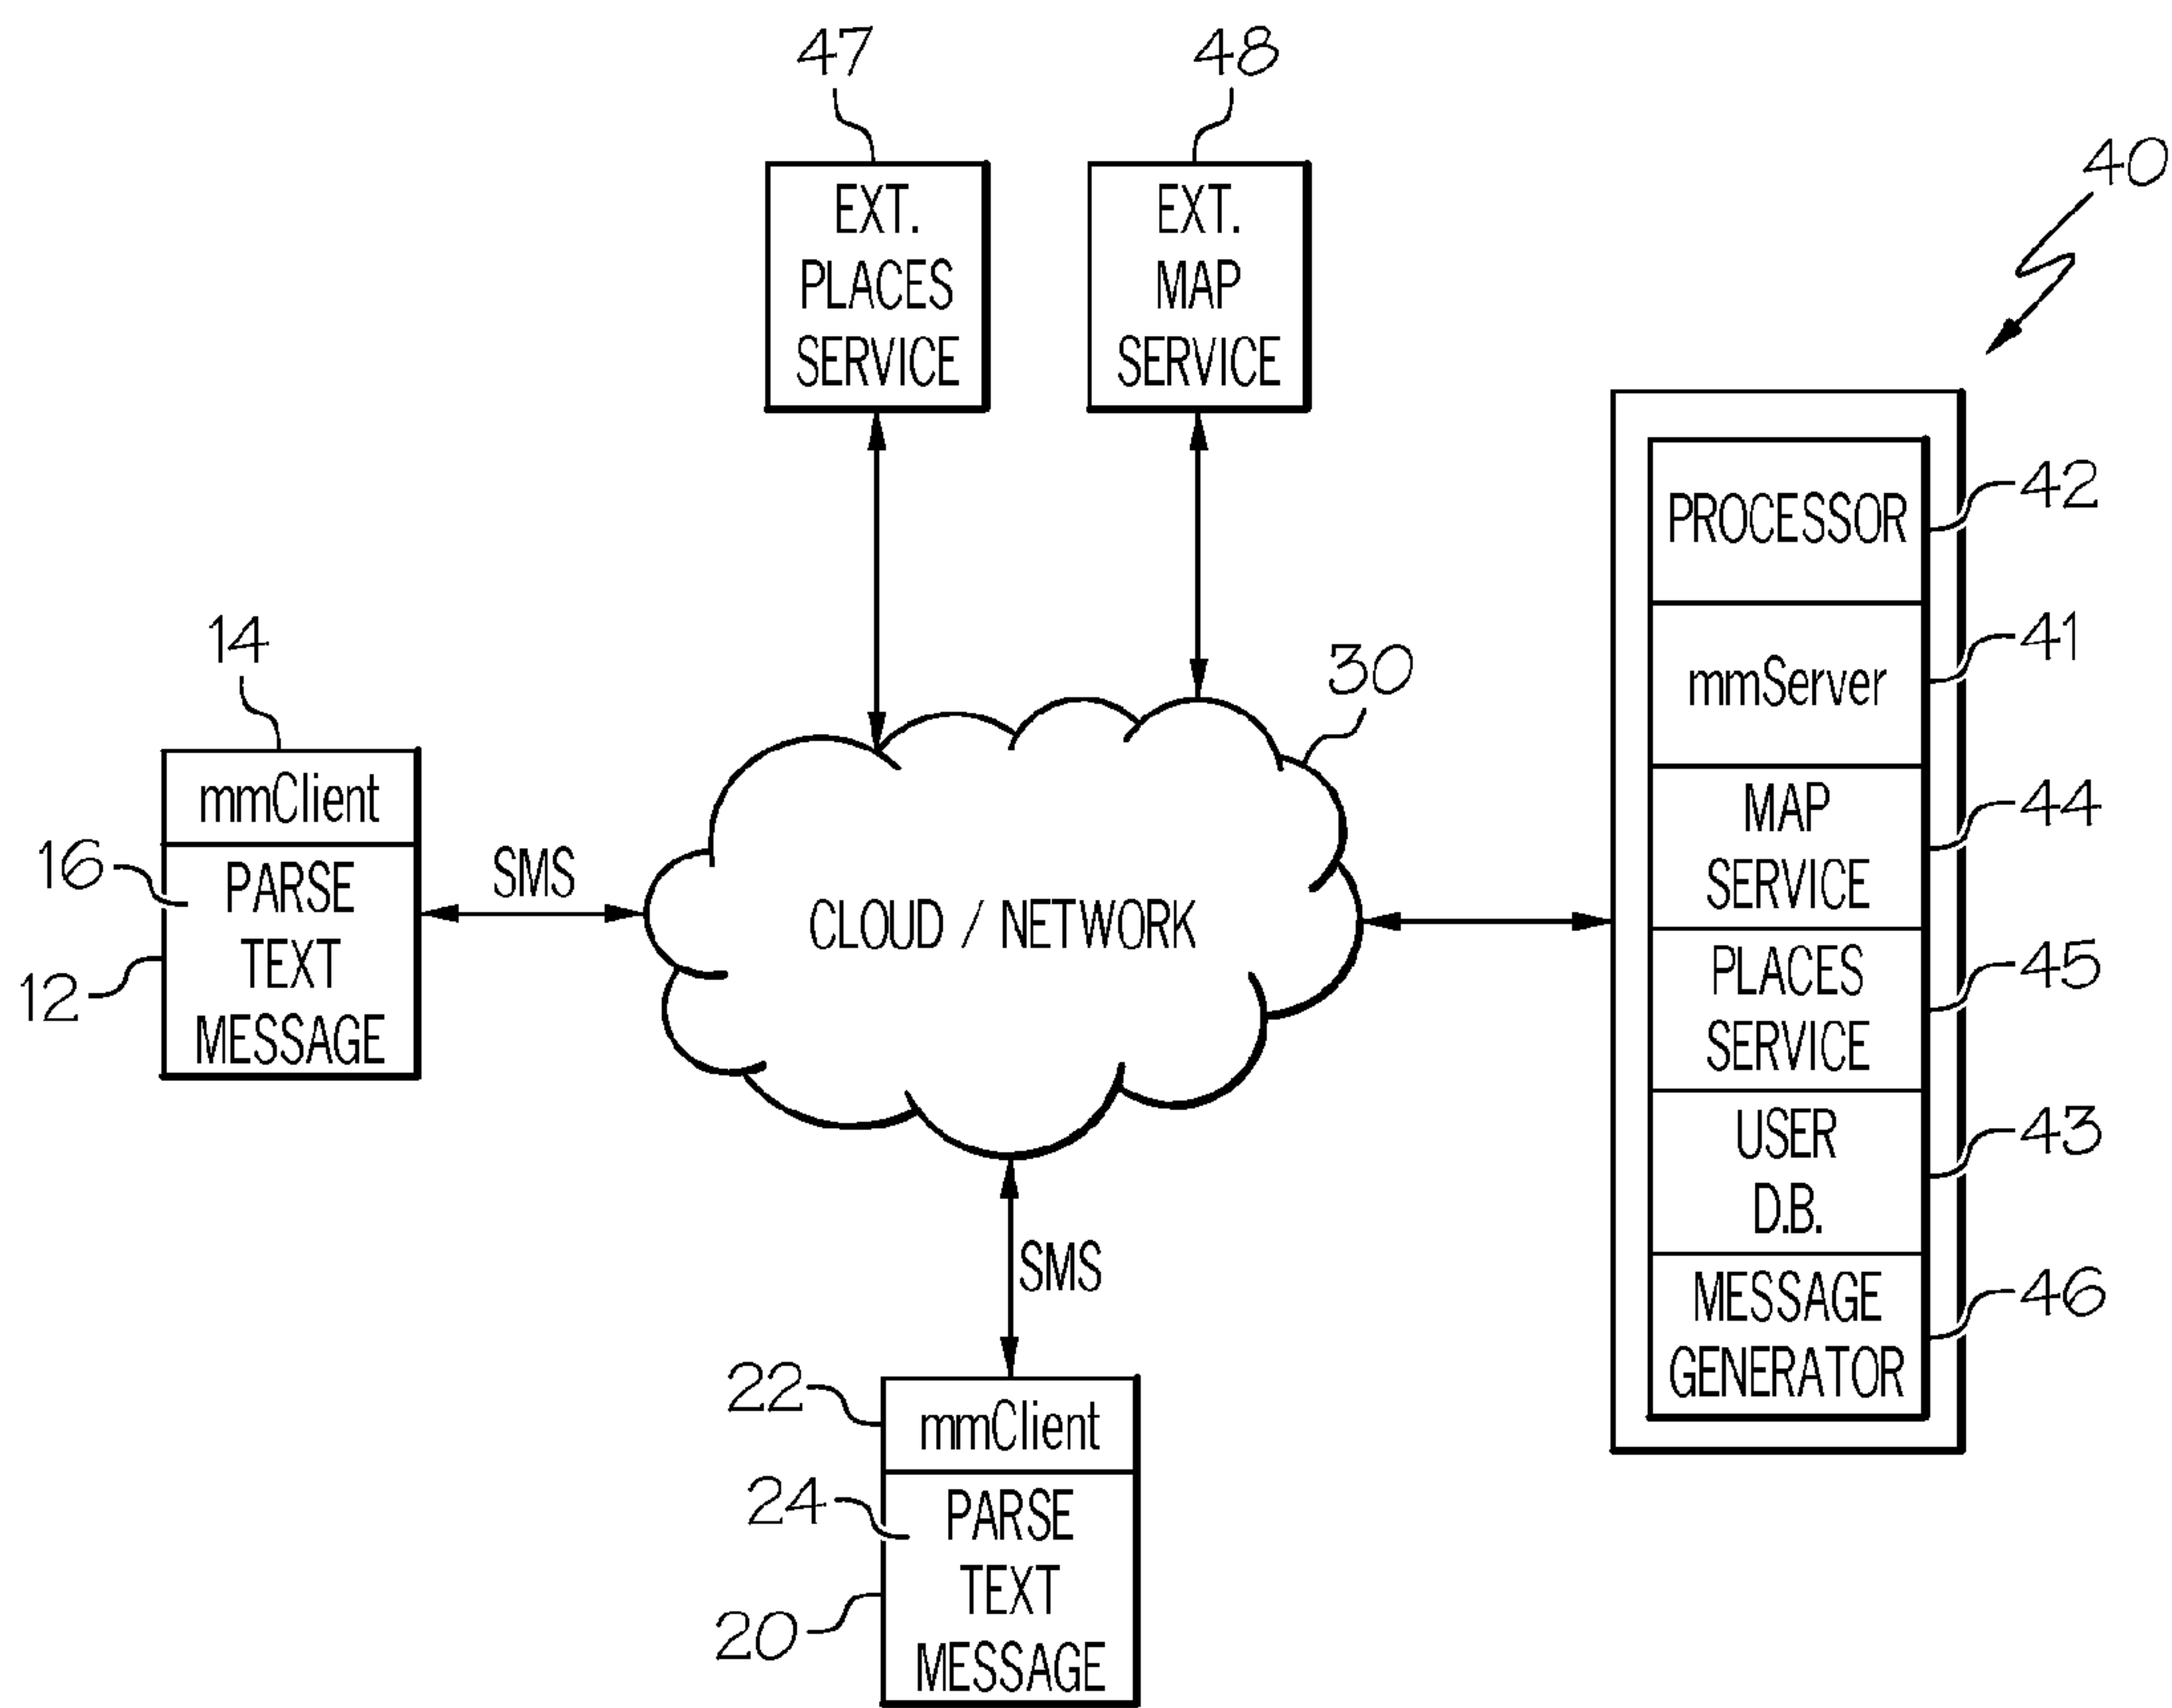 47
48
40
EXT.
PLACES
SERVICE
EXT.
MAP
SERVICE
PROCESSOR
42
mmServer
41
MAP
SERVICE
44
PLACES
SERVICE
45
USER
D.B.
43
MESSAGE
GENERATOR
46
30
CLOUD / NETWORK
14
mmClient
16
PARSE
TEXT
MESSAGE
12
SMS
SMS
22
mmClient
24
PARSE
TEXT
MESSAGE
20